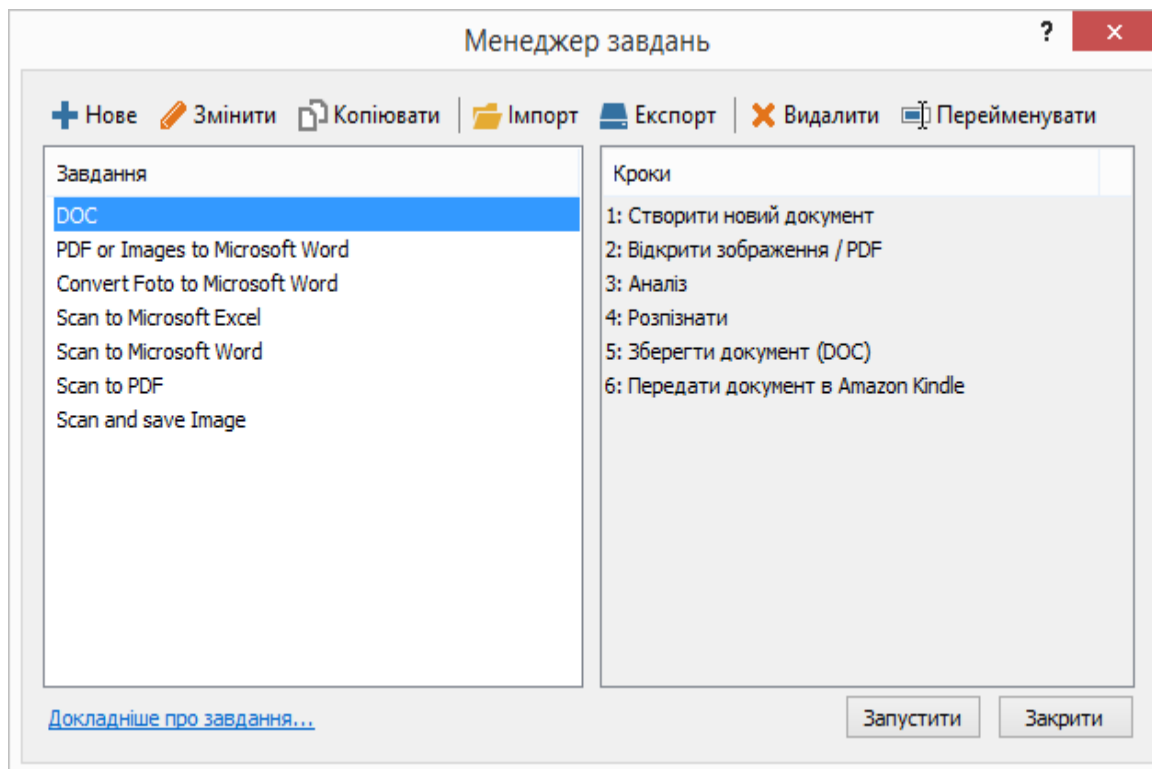 Менеджер завдань
?
Нове Змінити Копіювати Імпорт Експорт Видалити Перейменувати
Завдання
DOC
PDF or Images to Microsoft Word
Convert Foto to Microsoft Word
Scan to Microsoft Excel
Scan to Microsoft Word
Scan to PDF
Scan and save Image
Кроки
1: Створити новий документ
2: Відкрити зображення / PDF
3: Аналіз
4: Розпізнати
5: Зберегти документ (DOC)
6: Передати документ в Amazon Kindle
Докладніше про завдання...
Запустити Закрити